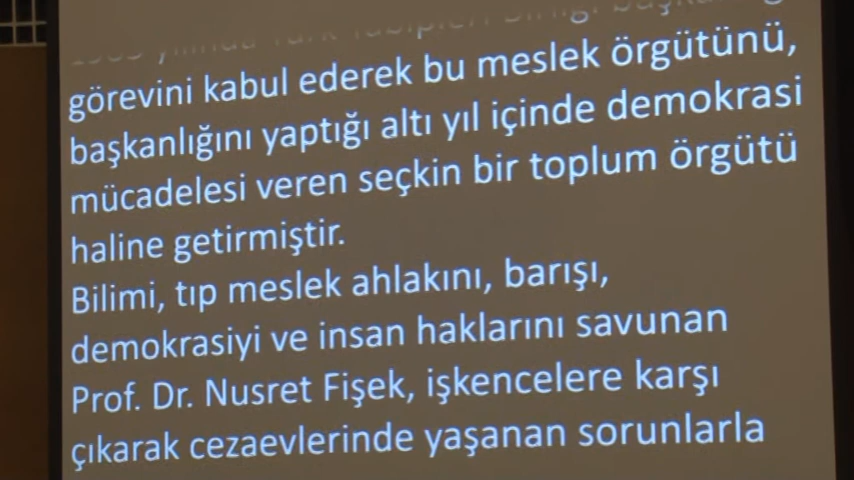 görevini kabul ederek bu meslek örgütünü,
başkanlığını yaptığı altı yıl içinde demokrasi
mücadelesi veren seçkin bir toplum örgütü
haline getirmiştir.
Bilimi, tıp meslek ahlakını, barışı,
demokrasiyi ve insan haklarını savunan
Prof. Dr. Nusret Fişek, işkencelere karşı
çıkarak cezaevlerinde yaşanan sorunlarla